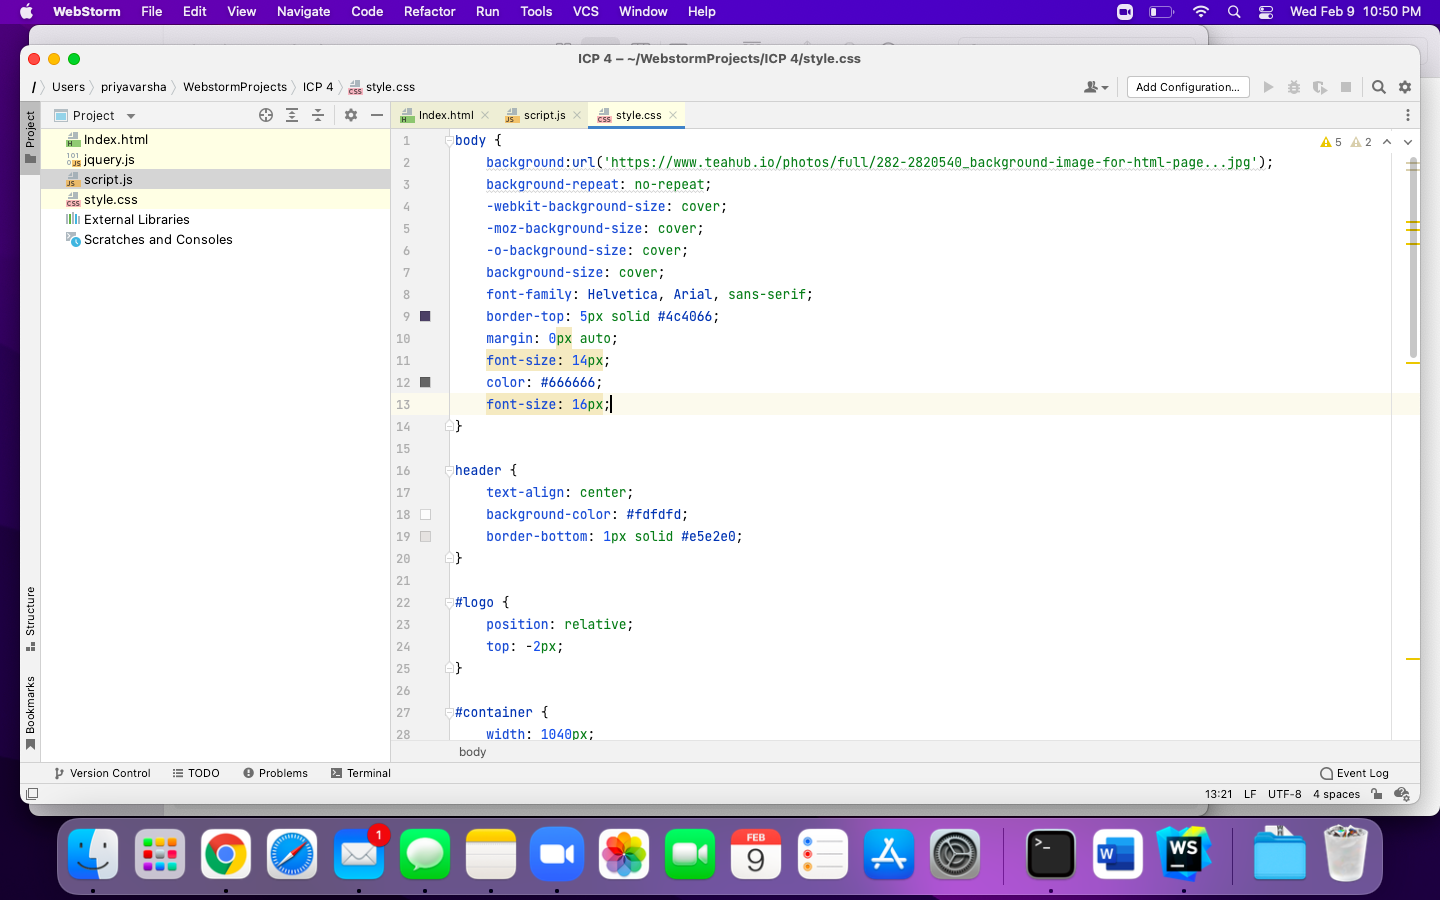 WebStorm File Edit View Navigate Code Refactor Run Tools VCS Window Help Wed Feb 9 10:50 PM
ICP 4 – ~/WebstormProjects/ICP 4/style.css
/ Users priyavarsha WebstormProjects ICP 4 style.css Add Configuration...
Project Project Index.html script.js style.css
Index.html
jquery.js
script.js
style.css
External Libraries
Scratches and Consoles
5 2
1 body {
2 background:url('https://www.teahub.io/photos/full/282-2820540_background-image-for-html-page...jpg');
3 background-repeat: no-repeat;
4 -webkit-background-size: cover;
5 -moz-background-size: cover;
6 -o-background-size: cover;
7 background-size: cover;
8 font-family: Helvetica, Arial, sans-serif;
9 border-top: 5px solid #4c4066;
10 margin: 0px auto;
11 font-size: 14px;
12 color: #666666;
13 font-size: 16px;
14 }
15
16 header {
17 text-align: center;
18 background-color: #fdfdfd;
19 border-bottom: 1px solid #e5e2e0;
20 }
21
22 #logo {
23 position: relative;
24 top: -2px;
25 }
26
27 #container {
28 width: 1040px;
Structure
Bookmarks
body
Version Control TODO Problems Terminal Event Log
13:21 LF UTF-8 4 spaces
1
FEB
9
>_
W
WS